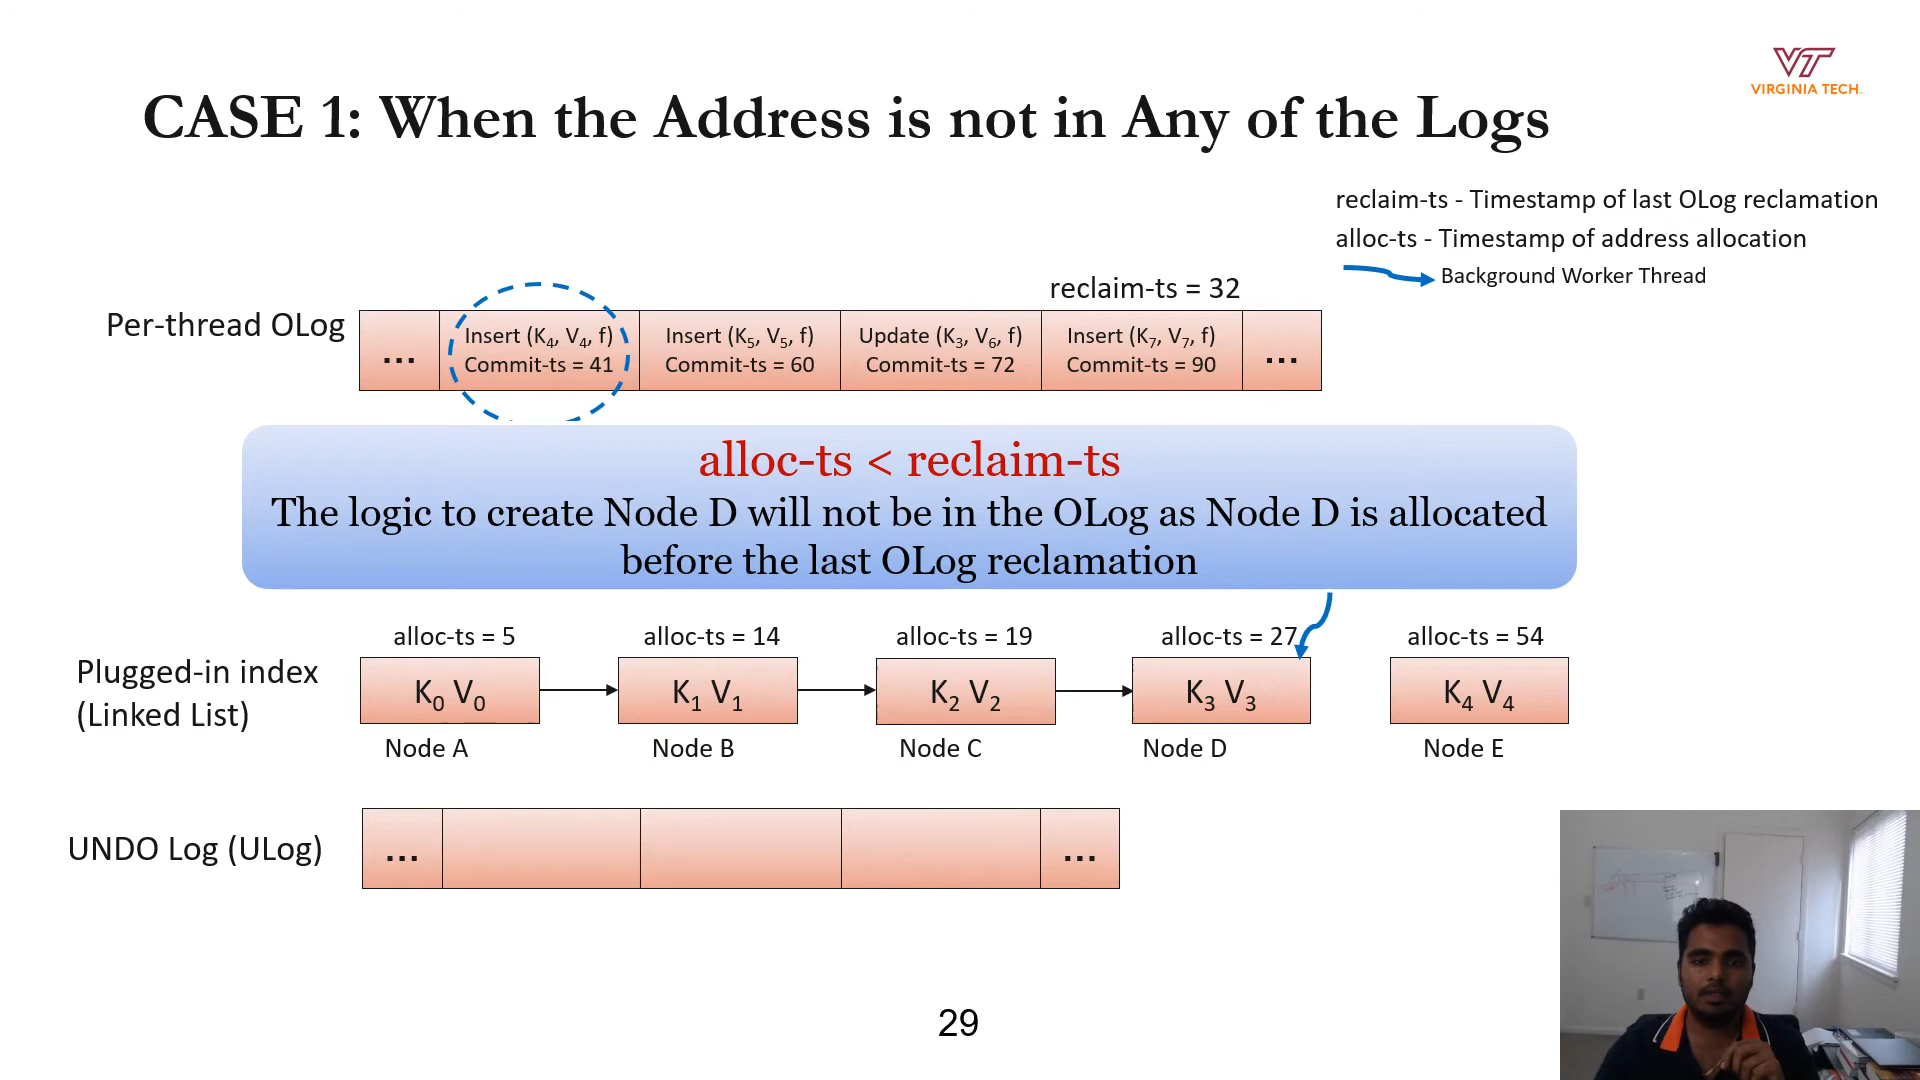 VT
VIRGINIA TECH
CASE 1: When the Address is not in Any of the Logs
reclaim-ts - Timestamp of last OLog reclamation
alloc-ts - Timestamp of address allocation
Background Worker Thread
reclaim-ts = 32
Per-thread OLog
... Insert (K4, V4, f) Insert (K5, V5, f) Update (K3, V6, f) Insert (K7, V7, f) ...
Commit-ts = 41 Commit-ts = 60 Commit-ts = 72 Commit-ts = 90
alloc-ts < reclaim-ts
The logic to create Node D will not be in the OLog as Node D is allocated
before the last OLog reclamation
alloc-ts = 5 alloc-ts = 14 alloc-ts = 19 alloc-ts = 27 alloc-ts = 54
Plugged-in index
(Linked List)
K0 V0 K1 V1 K2 V2 K3 V3 K4 V4
Node A Node B Node C Node D Node E
UNDO Log (ULog)
... ...
29